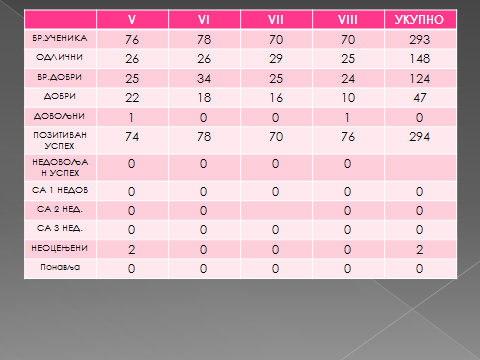 V VI VII VIII УКУПНО
БР.УЧЕНИКА 76 78 70 70 293
ОДЛИЧНИ 26 26 29 25 148
ВР.ДОБРИ 25 34 25 24 124
ДОБРИ 22 18 16 10 47
ДОВОЉНИ 1 0 0 1 0
ПОЗИТИВАН
УСПЕХ 74 78 70 76 294
НЕДОВОЉА
Н УСПЕХ 0 0 0 0
СА 1 НЕДОВ 0 0 0 0 0
СА 2 НЕД. 0 0 0 0
СА 3 НЕД. 0 0 0 0 0
НЕОЦЕЊЕНИ 2 0 0 0 2
Понавља 0 0 0 0 0